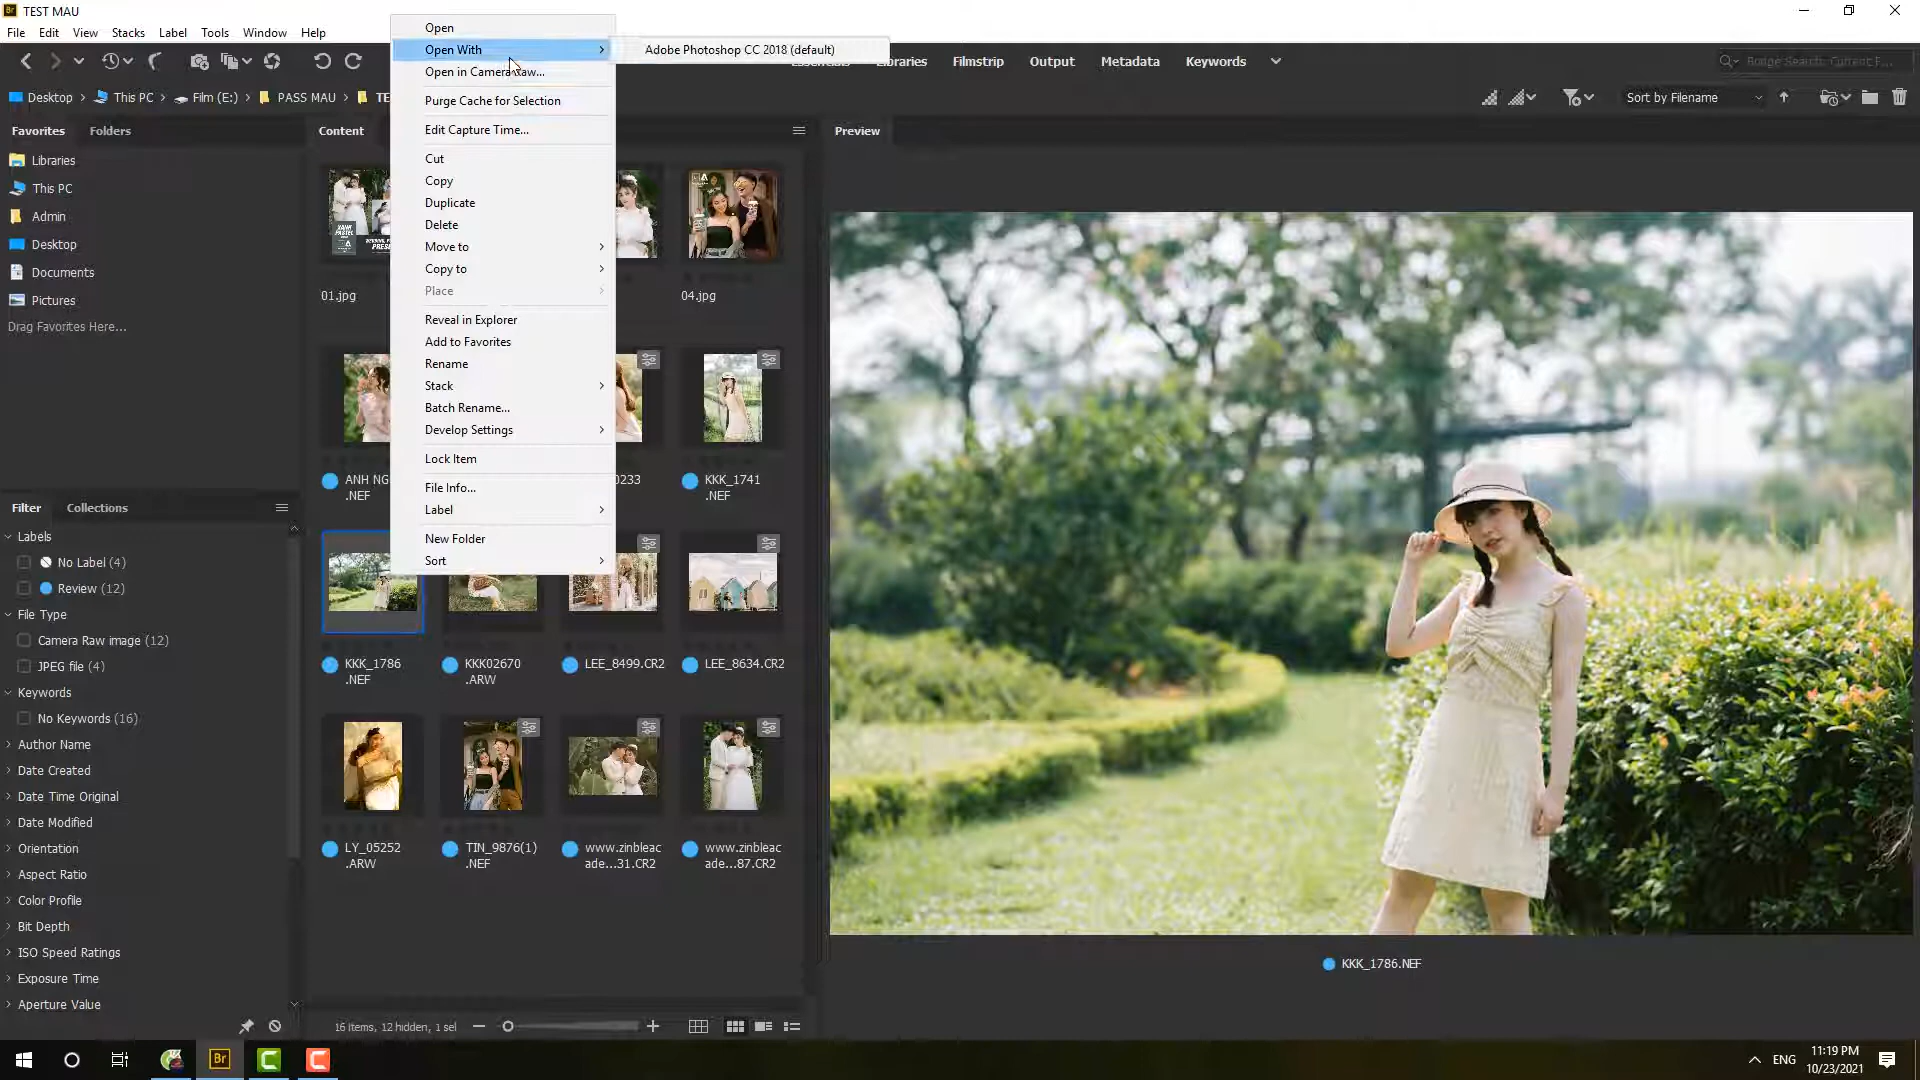 Br TEST MAU
File Edit View Stacks Label Tools Window Help
Libraries Filmstrip Output Metadata Keywords
Desktop This PC Film (E:) PASS MAU
Sort by Filename
Favorites Folders
Libraries
This PC
Admin
Desktop
Documents
Pictures
Drag Favorites Here...
Filter Collections
Labels
No Label (4)
Review (12)
File Type
Camera Raw image (12)
JPEG file (4)
Keywords
No Keywords (16)
Author Name
Date Created
Date Time Original
Date Modified
Orientation
Aspect Ratio
Color Profile
Bit Depth
ISO Speed Ratings
Exposure Time
Aperture Value
Content
Open
Open With
Adobe Photoshop CC 2018 (default)
Open in Camera Raw...
Purge Cache for Selection
Edit Capture Time...
Cut
Copy
Duplicate
Delete
Move to
Copy to
Place
Reveal in Explorer
Add to Favorites
Rename
Stack
Batch Rename...
Develop Settings
Lock Item
File Info...
Label
New Folder
Sort
01.jpg
04.jpg
ANH NG
.NEF
0233
KKK_1741
.NEF
KKK_1786
.NEF
KKK02670
.ARW
LEE_8499.CR2
LEE_8634.CR2
LY_05252
.ARW
TIN_9876(1)
.NEF
www.zinbleac
ade...31.CR2
www.zinbleac
ade...87.CR2
16 items, 12 hidden, 1 sel
Preview
KKK_1786.NEF
Br
ENG
11:19 PM
10/23/2021